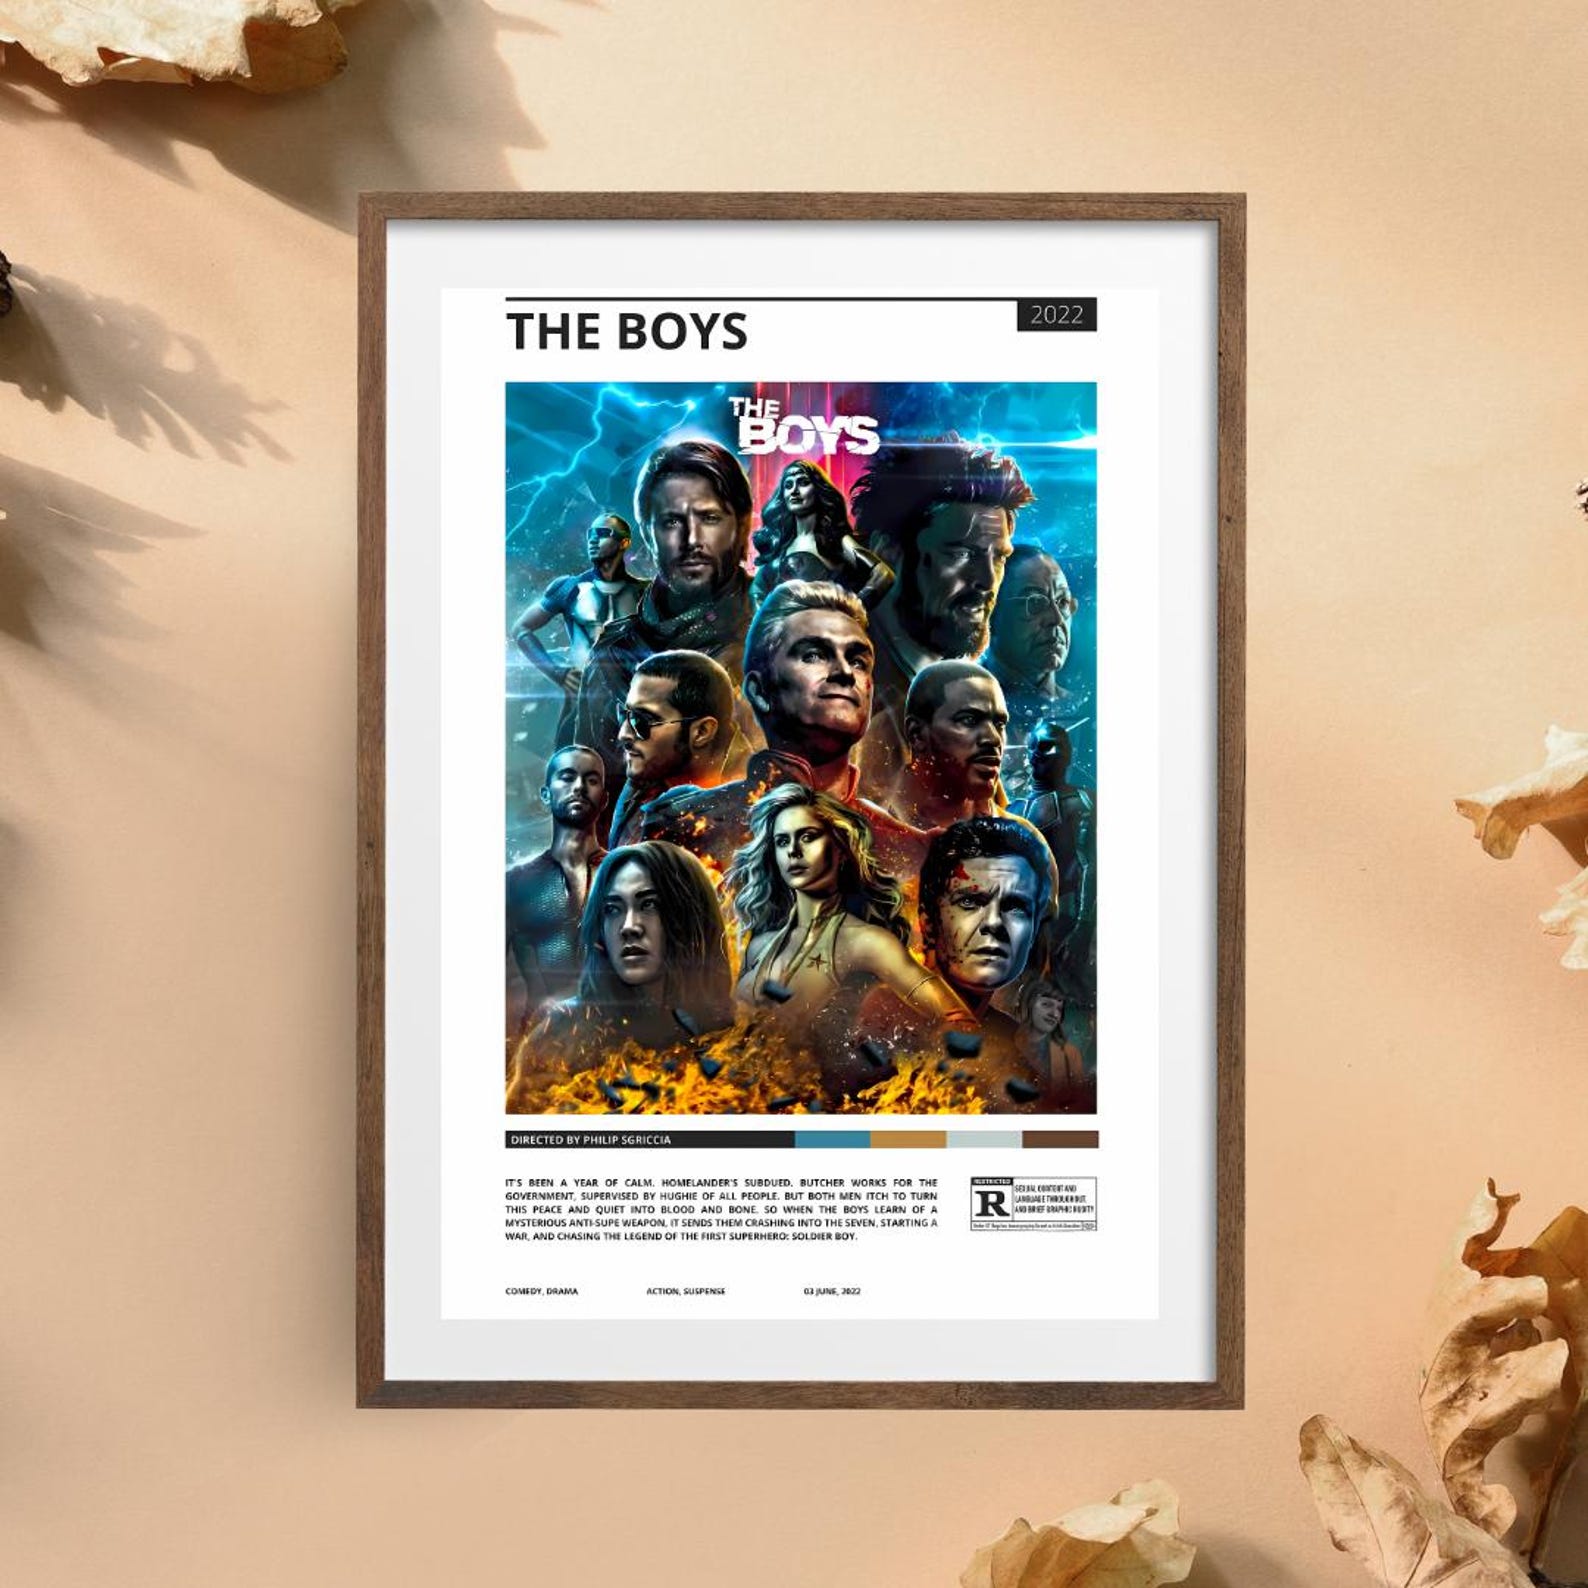 THE BOYS
2022
THE
BOYS
DIRECTED BY PHILIP SGRICCIA
IT'S BEEN A YEAR OF CALM. HOMELANDER'S SUBDUED. BUTCHER WORKS FOR THE
GOVERNMENT, SUPERVISED BY HUGHIE OF ALL PEOPLE. BUT BOTH MEN ITCH TO TURN
THIS PEACE AND QUIET INTO BLOOD AND BONE. SO WHEN THE BOYS LEARN OF A
MYSTERIOUS ANTI-SUPE WEAPON, IT SENDS THEM CRASHING INTO THE SEVEN, STARTING A
WAR, AND CHASING THE LEGEND OF THE FIRST SUPERHERO: SOLDIER BOY.
RESTRICTED
R
SEXUAL CONTENT AND
LANGUAGE THROUGHOUT,
AND BRIEF GRAPHIC NUDITY
COMEDY, DRAMA
ACTION, SUSPENSE
03 JUNE, 2022